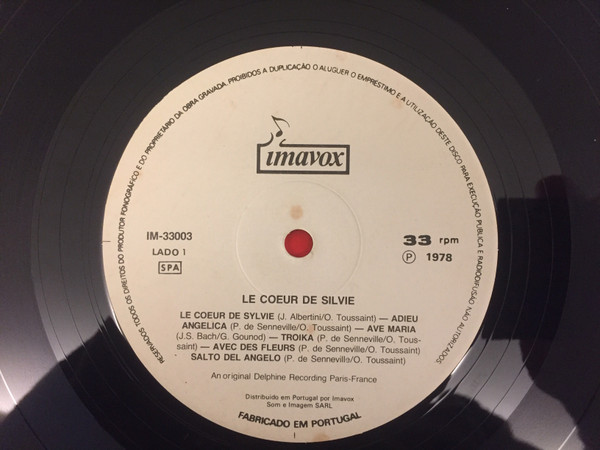 RESERVADOS TODOS OS DIREITOS DO PRODUTOR FONOGRÁFICO E DO PROPRIETÁRIO DA OBRA GRAVADA. PROIBIDOS A DUPLICAÇÃO O ALUGUER O EMPRÉSTIMO E A UTILIZAÇÃO DESTE DISCO PARA EXECUÇÃO PUBLICA E RADIODIFUSÃO NÃO AUTORIZADOS
imavox
IM-33003
LADO 1
SPA
33 rpm
Ⓟ 1978
LE COEUR DE SILVIE
LE COEUR DE SYLVIE (J. Albertini/O. Toussaint) — ADIEU
ANGELICA (P. de Senneville/O. Toussaint) — AVE MARIA
(J.S. Bach/G. Gounod) — TROIKA (P. de Senneville/O. Tous-
saint) — AVEC DES FLEURS (P. de Senneville/O. Toussaint)
SALTO DEL ANGELO (P. de Senneville/O. Toussaint)
An original Delphine Recording Paris-France
Distribuido em Portugal por Imavox
Som e Imagem SARL
FABRICADO EM PORTUGAL